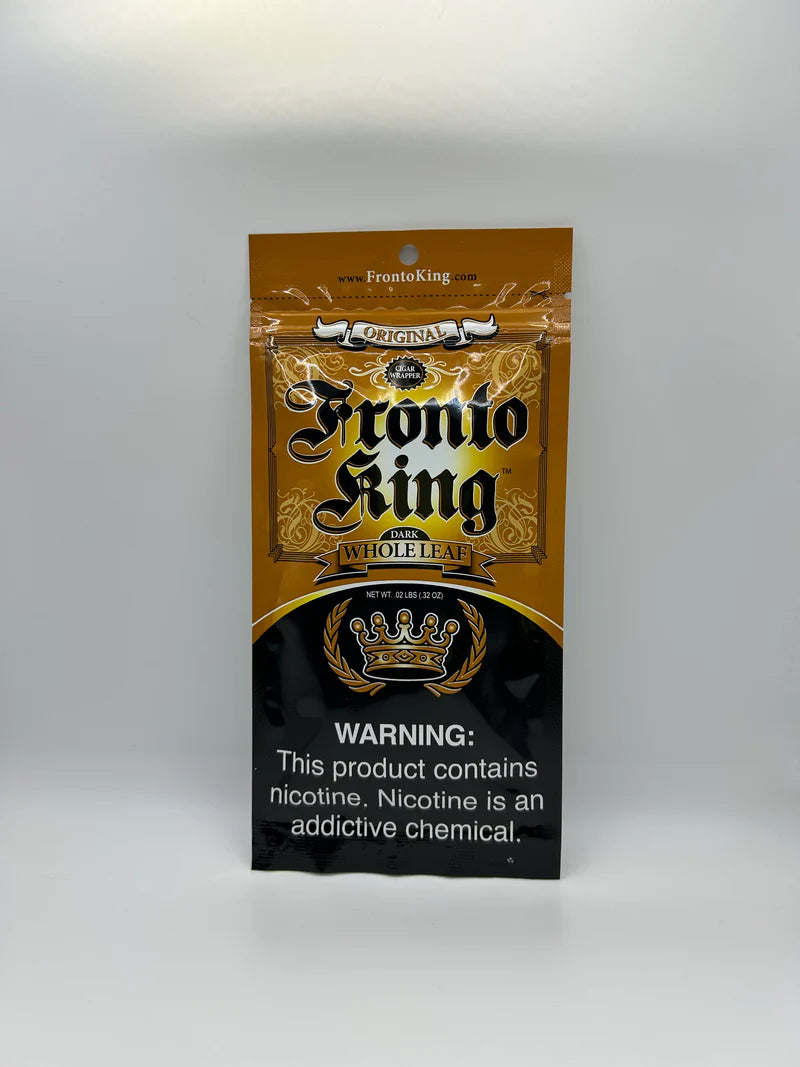 www.FrontoKing.com
ORIGINAL
CIGAR
WRAPPER
Fronto
King™
DARK
WHOLE LEAF
NET WT. .02 LBS (.32 OZ)
WARNING:
This product contains
nicotine. Nicotine is an
addictive chemical.